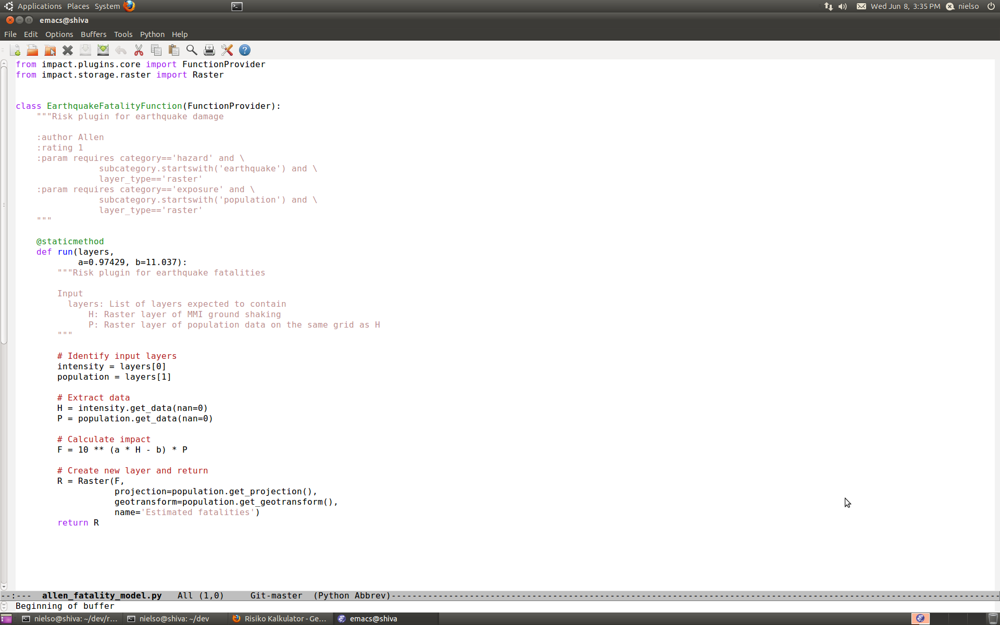 Applications Places System Wed Jun 8, 3:35 PM nielso
emacs@shiva
File Edit Options Buffers Tools Python Help
from impact.plugins.core import FunctionProvider
from impact.storage.raster import Raster
class EarthquakeFatalityFunction(FunctionProvider):
    """Risk plugin for earthquake damage
    :author Allen
    :rating 1
    :param requires category=='hazard' and \
                subcategory.startswith('earthquake') and \
                layer_type=='raster'
    :param requires category=='exposure' and \
                subcategory.startswith('population') and \
                layer_type=='raster'
    """
    @staticmethod
    def run(layers,
            a=0.97429, b=11.037):
        """Risk plugin for earthquake fatalities
        Input
          layers: List of layers expected to contain
              H: Raster layer of MMI ground shaking
              P: Raster layer of population data on the same grid as H
        """
        # Identify input layers
        intensity = layers[0]
        population = layers[1]
        # Extract data
        H = intensity.get_data(nan=0)
        P = population.get_data(nan=0)
        # Calculate impact
        F = 10 ** (a * H - b) * P
        # Create new layer and return
        R = Raster(F,
                   projection=population.get_projection(),
                   geotransform=population.get_geotransform(),
                   name='Estimated fatalities')
        return R
--:--- allen_fatality_model.py All (1,0) Git-master (Python Abbrev)------------------------------
Beginning of buffer
nielso@shiva: ~/dev/r... nielso@shiva: ~/dev Risiko Kalkulator - Ge... emacs@shiva